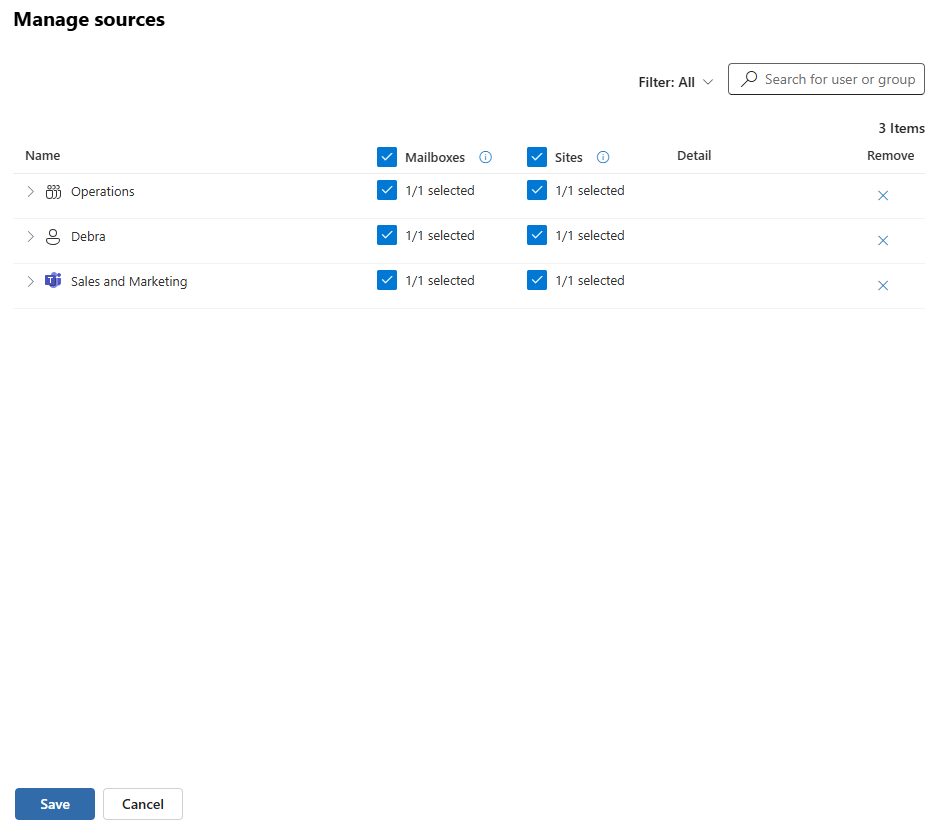 Manage sources
Filter: All
Search for user or group
3 Items
Name Mailboxes Sites Detail Remove
Operations 1/1 selected 1/1 selected
Debra 1/1 selected 1/1 selected
Sales and Marketing 1/1 selected 1/1 selected
Save Cancel